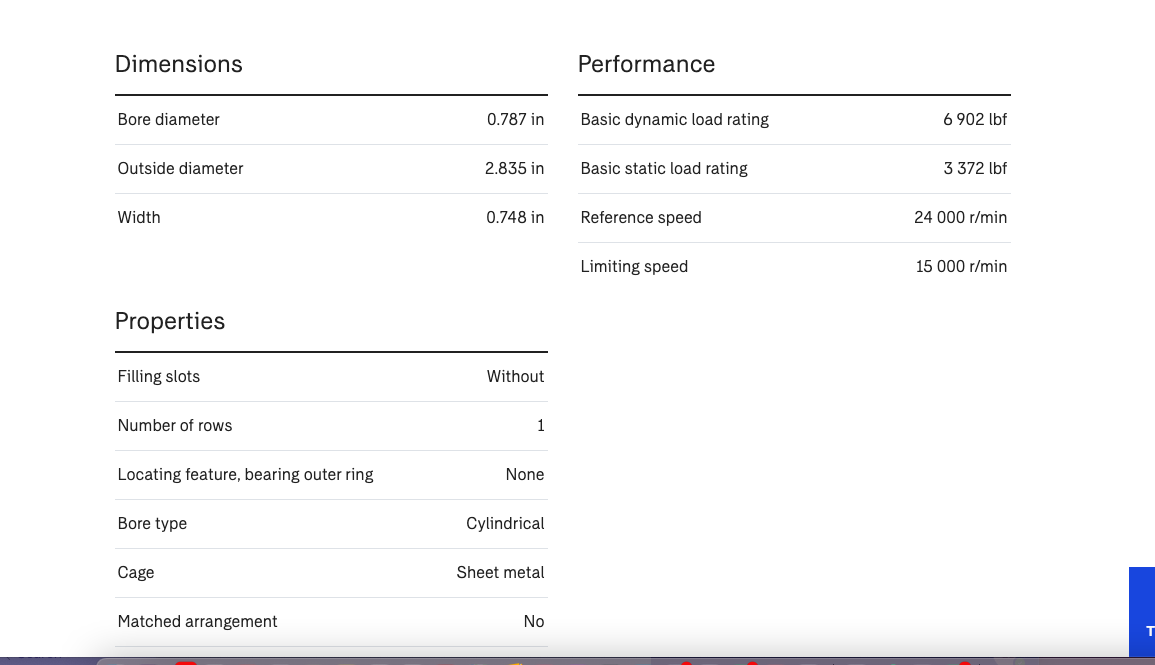 Dimensions
Bore diameter 0.787 in
Outside diameter 2.835 in
Width 0.748 in
Performance
Basic dynamic load rating 6 902 lbf
Basic static load rating 3 372 lbf
Reference speed 24 000 r/min
Limiting speed 15 000 r/min
Properties
Filling slots Without
Number of rows 1
Locating feature, bearing outer ring None
Bore type Cylindrical
Cage Sheet metal
Matched arrangement No
T